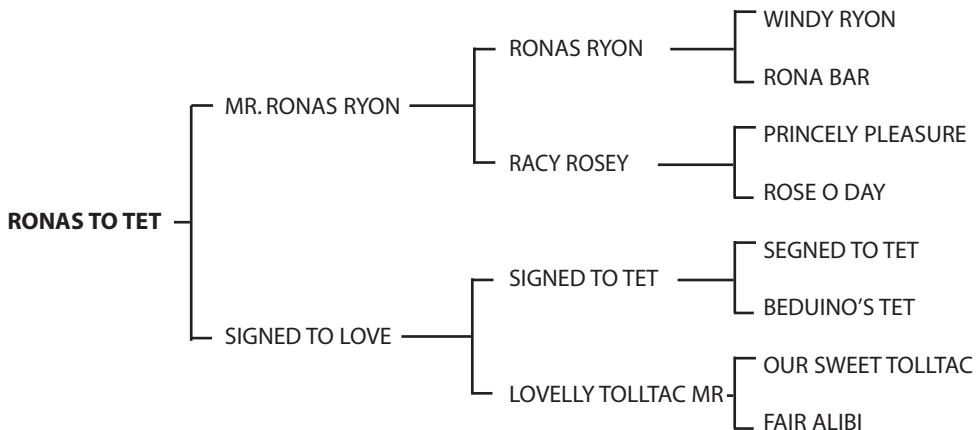 WINDY RYON
RONAS RYON
RONA BAR
MR. RONAS RYON
PRINCELY PLEASURE
RACY ROSEY
ROSE O DAY
RONAS TO TET
SEGNED TO TET
SIGNED TO TET
BEDUINO’S TET
SIGNED TO LOVE
OUR SWEET TOLLTAC
LOVELLY TOLLTAC MR
FAIR ALIBI